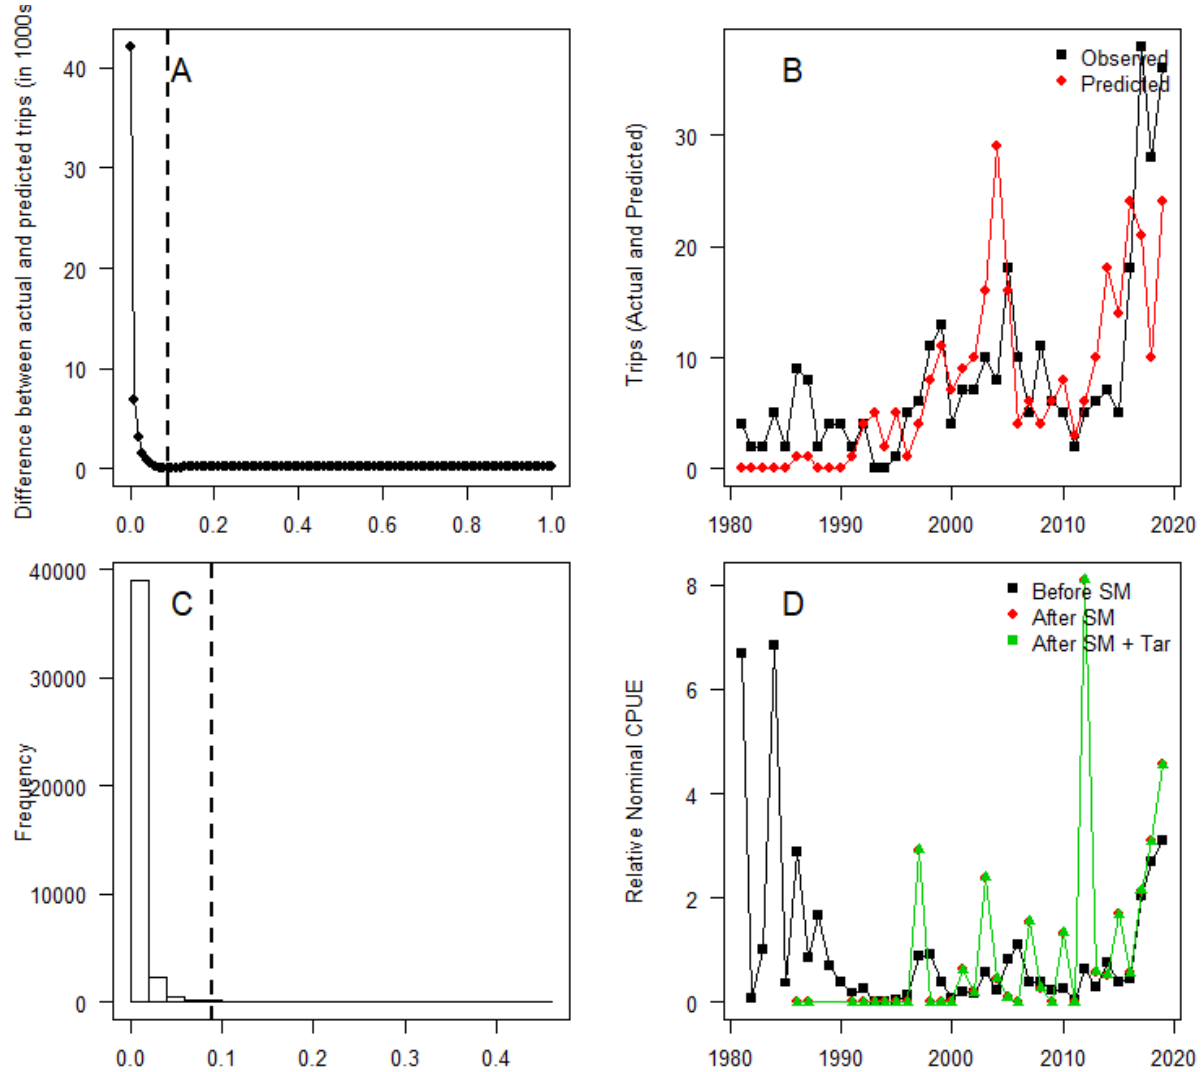 Difference between actual and predicted trips (in 1000s
40
30
20
10
0
A
0.0 0.2 0.4 0.6 0.8 1.0
Trips (Actual and Predicted)
30
20
10
0
B
Observed
Predicted
1980 1990 2000 2010 2020
Frequency
40000
30000
20000
10000
0
C
0.0 0.1 0.2 0.3 0.4
Relative Nominal CPUE
8
6
4
2
0
D
Before SM
After SM
After SM + Tar
1980 1990 2000 2010 2020